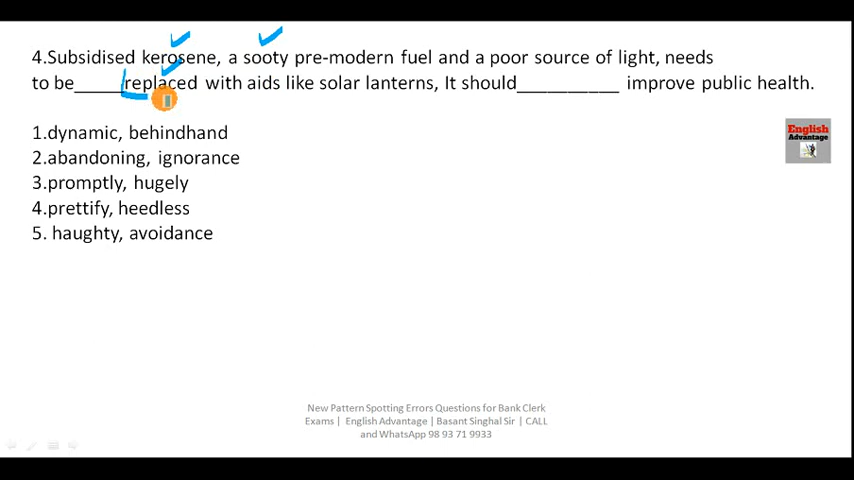 4.Subsidised kerosene, a sooty pre-modern fuel and a poor source of light, needs
to be_____replaced with aids like solar lanterns, It should__________ improve public health.
1.dynamic, behindhand
2.abandoning, ignorance
3.promptly, hugely
4.prettify, heedless
5. haughty, avoidance
English
Advantage
New Pattern Spotting Errors Questions for Bank Clerk
Exams | English Advantage | Basant Singhal Sir | CALL
and WhatsApp 98 93 71 9933